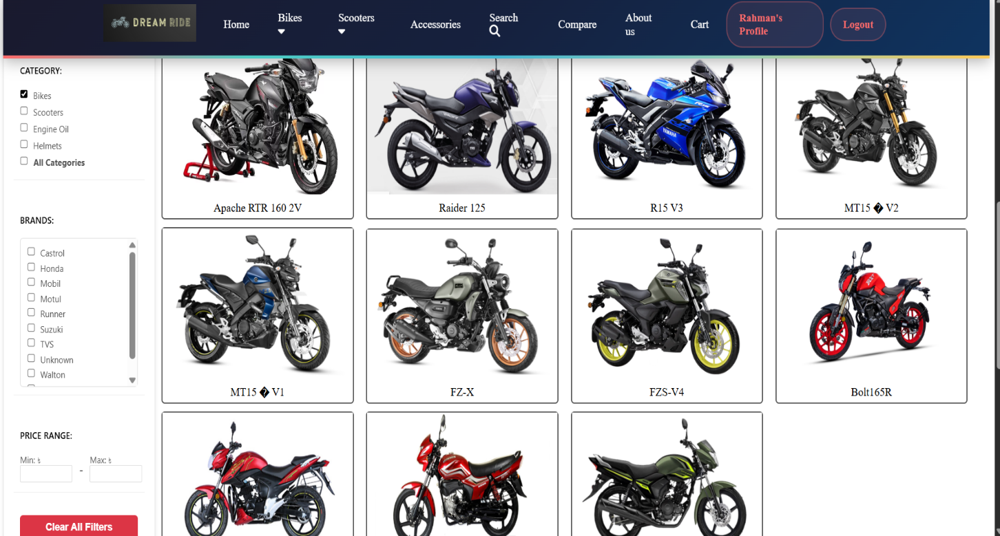 DREAM RIDE
Home
Bikes
Scooters
Accessories
Search
Compare
About
us
Cart
Rahman's
Profile
Logout
CATEGORY:
Bikes
Scooters
Engine Oil
Helmets
All Categories
BRANDS:
Castrol
Honda
Mobil
Motul
Runner
Suzuki
TVS
Unknown
Walton
PRICE RANGE:
Min: ৳
Max: ৳
-
Clear All Filters
Apache RTR 160 2V
Raider 125
YAMAHA
R15 V3
MT15 � V2
MT15 � V1
FZ-X
FZS-V4
Bolt165R